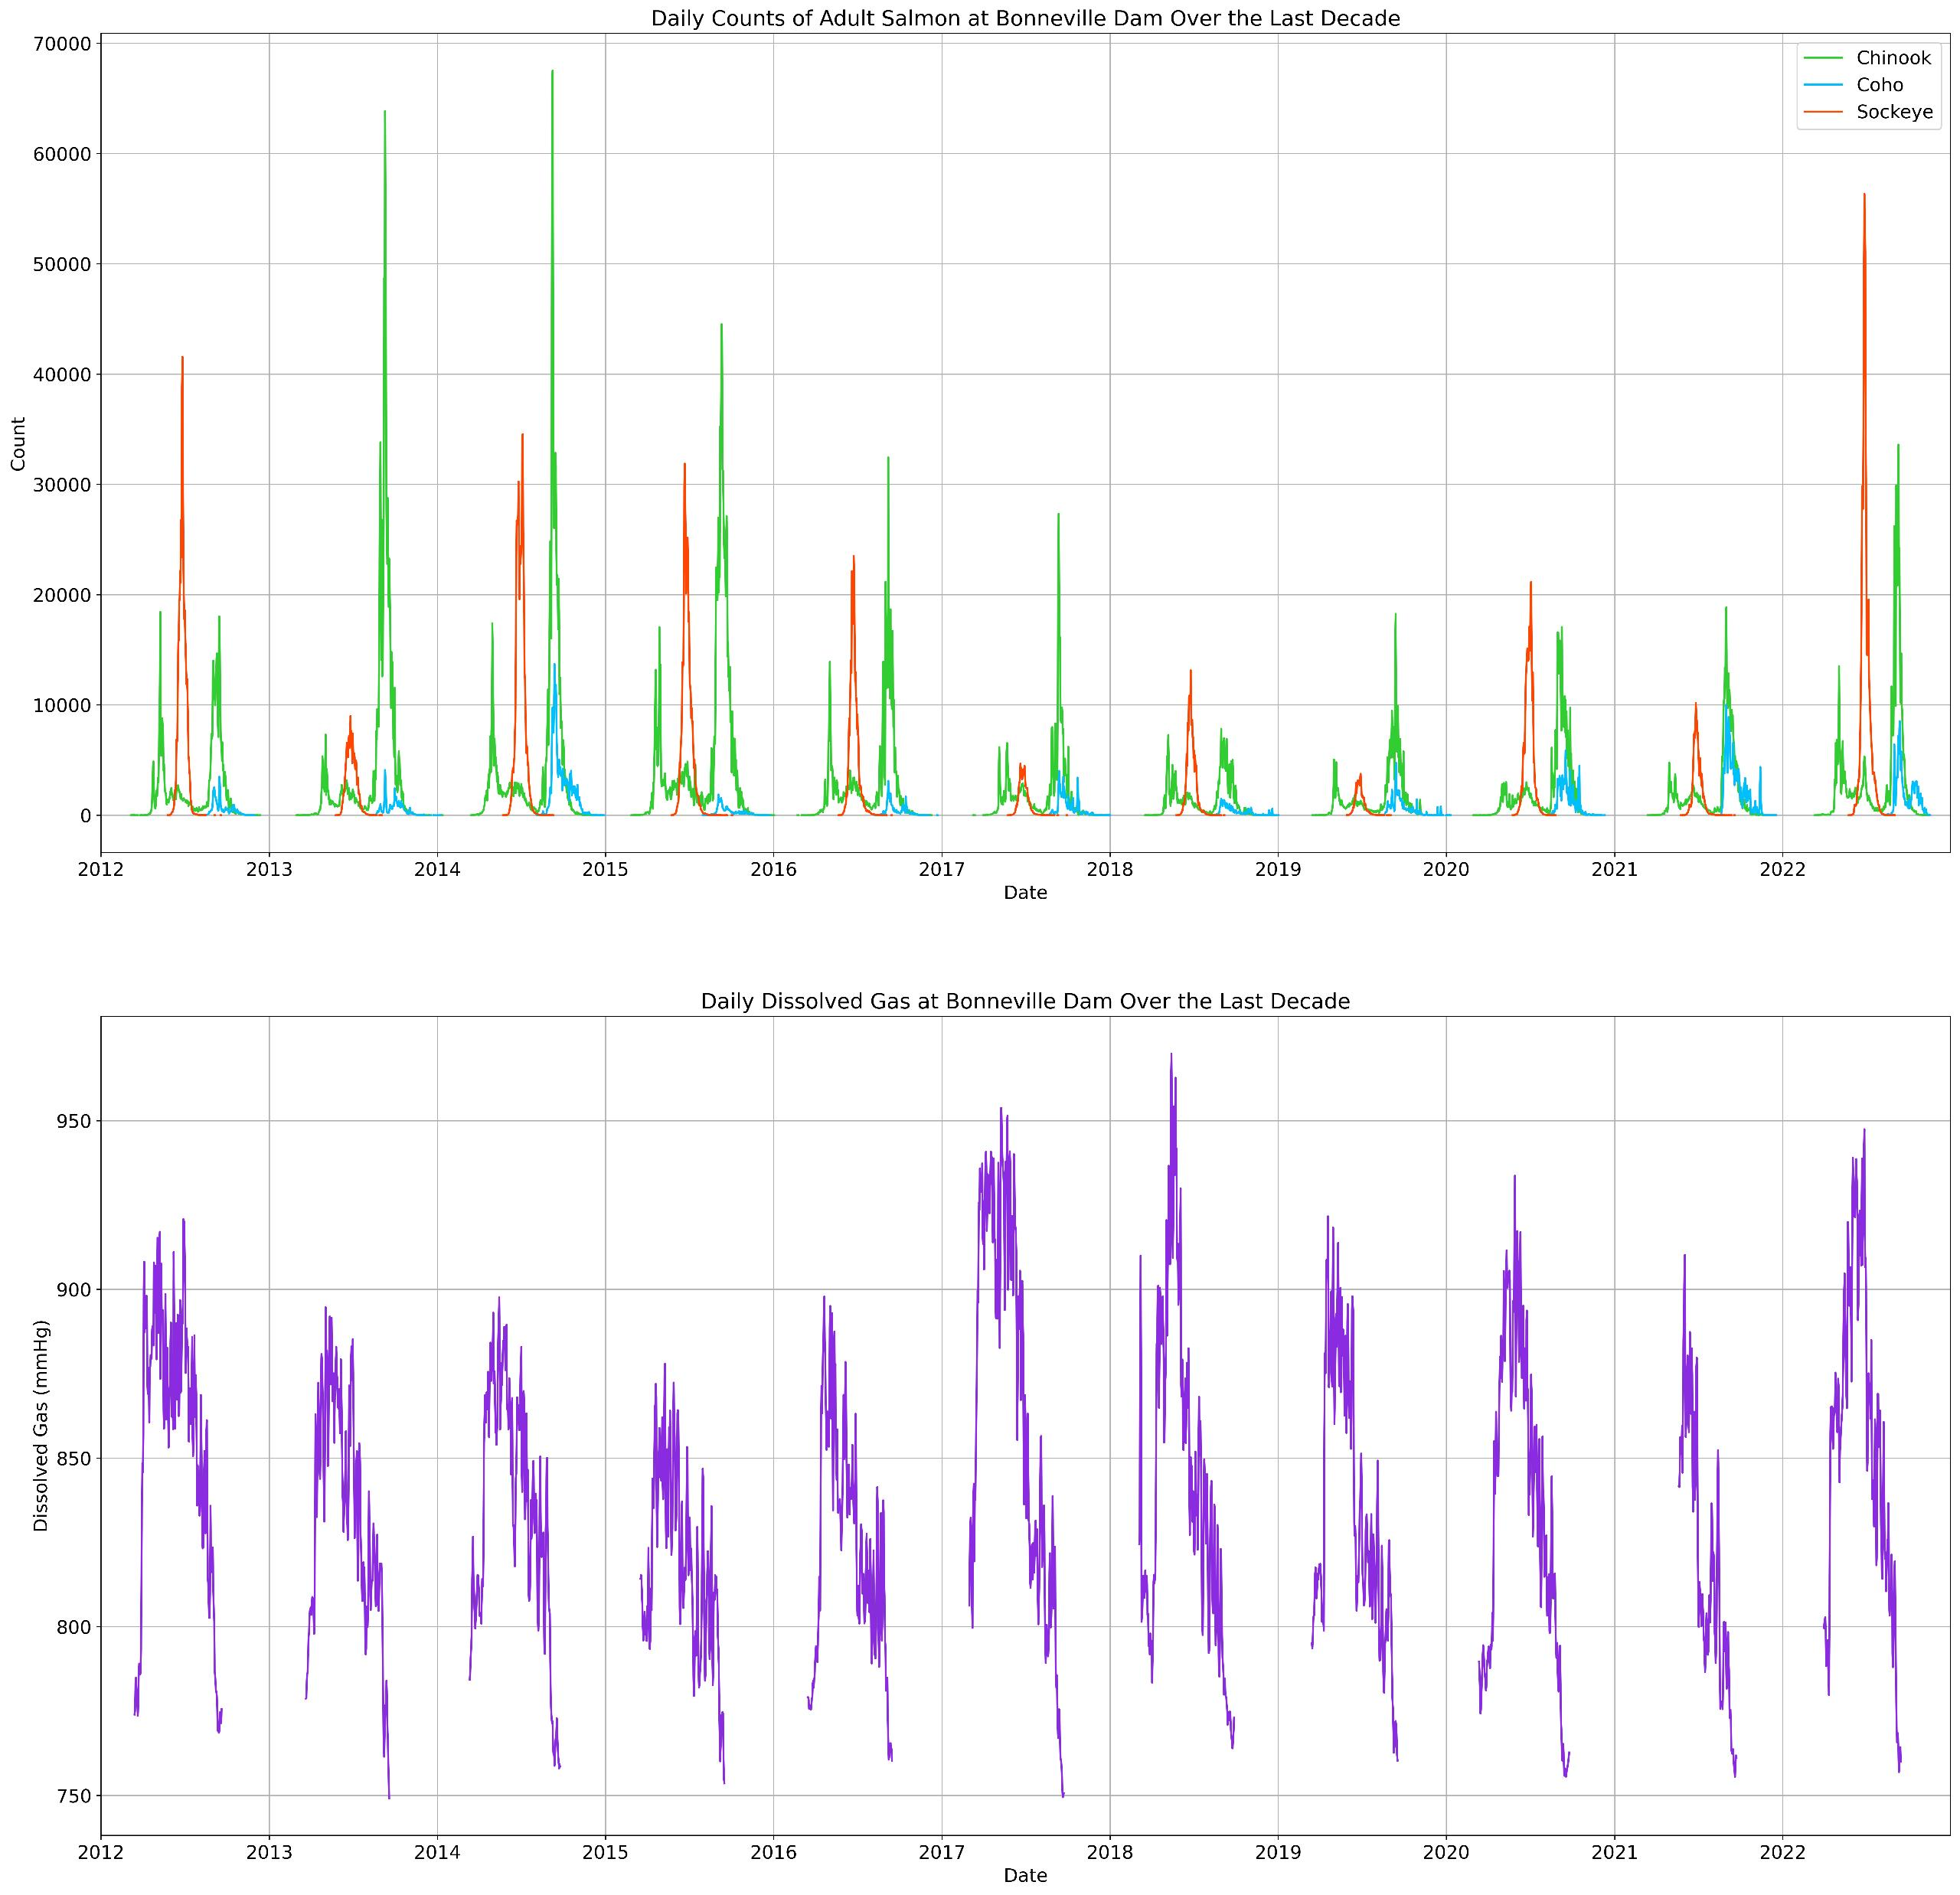 Daily Counts of Adult Salmon at Bonneville Dam Over the Last Decade
70000
60000
50000
40000
30000
20000
10000
0
Count
Chinook
Coho
Sockeye
2012 2013 2014 2015 2016 2017 2018 2019 2020 2021 2022
Date
Daily Dissolved Gas at Bonneville Dam Over the Last Decade
950
900
850
800
750
Dissolved Gas (mmHg)
2012 2013 2014 2015 2016 2017 2018 2019 2020 2021 2022
Date